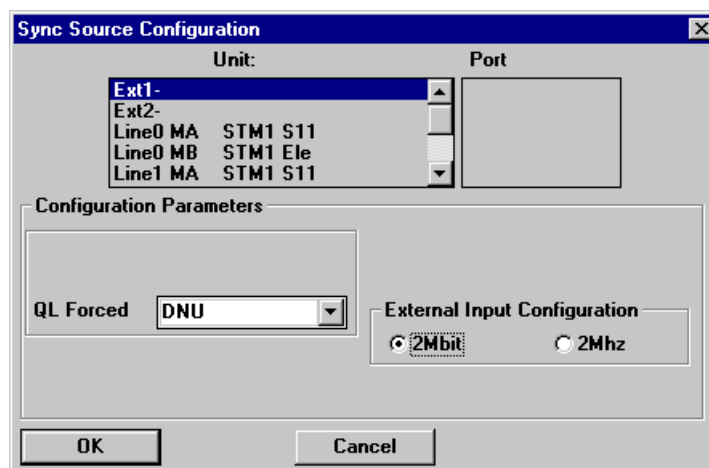 Sync Source Configuration
Unit:
Port
Ext1-
Ext2-
Line0 MA STM1 S11
Line0 MB STM1 Ele
Line1 MA STM1 S11
Configuration Parameters
QL Forced
DNU
External Input Configuration
2Mbit
2Mhz
OK
Cancel